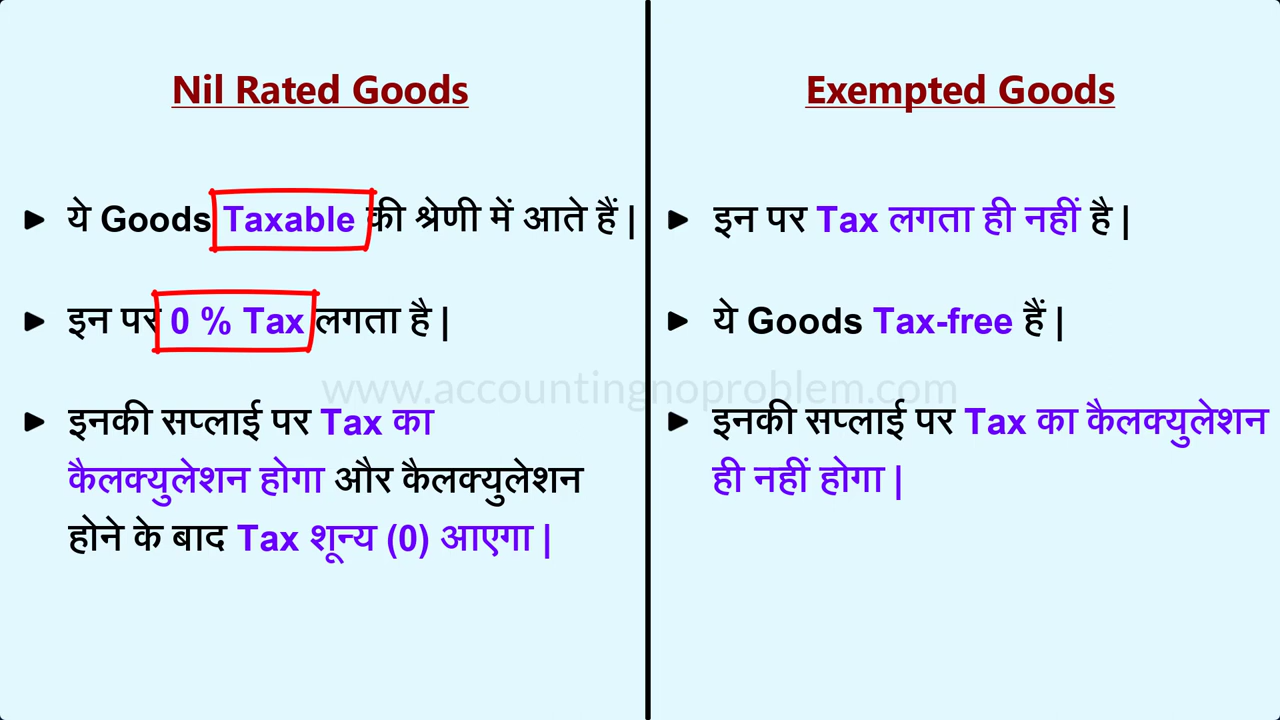 Nil Rated Goods
ये Goods Taxable की श्रेणी में आते हैं |
इन पर 0 % Tax लगता है |
इनकी सप्लाई पर Tax का
कैलक्युलेशन होगा और कैलक्युलेशन
होने के बाद Tax शून्य (0) आएगा |
Exempted Goods
इन पर Tax लगता ही नहीं है |
ये Goods Tax-free हैं |
इनकी सप्लाई पर Tax का कैलक्युलेशन
ही नहीं होगा |
www.accountingnoproblem.com